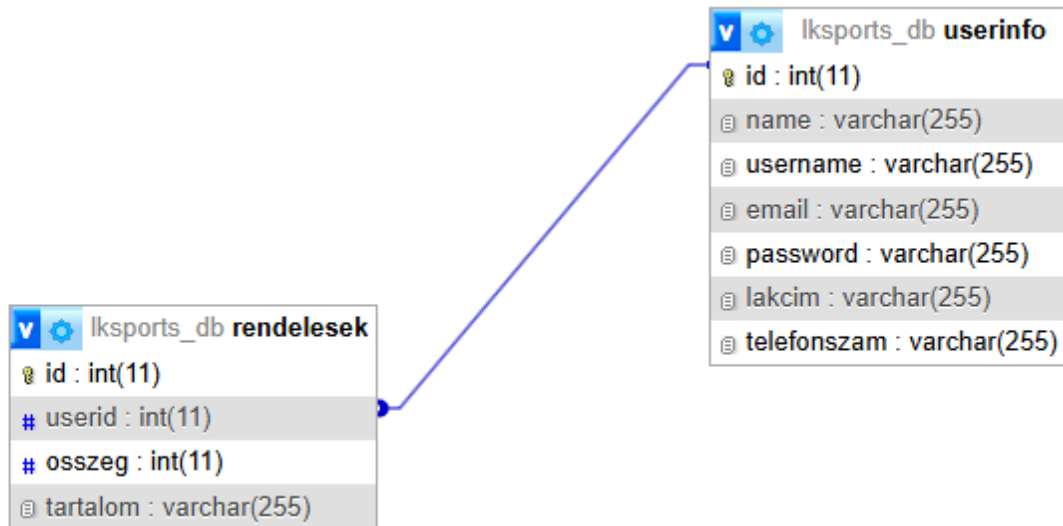 v lksports_db userinfo
id : int(11)
name : varchar(255)
username : varchar(255)
email : varchar(255)
password : varchar(255)
lakcim : varchar(255)
telefonszam : varchar(255)
v lksports_db rendelesek
id : int(11)
# userid : int(11)
# osszeg : int(11)
tartalom : varchar(255)